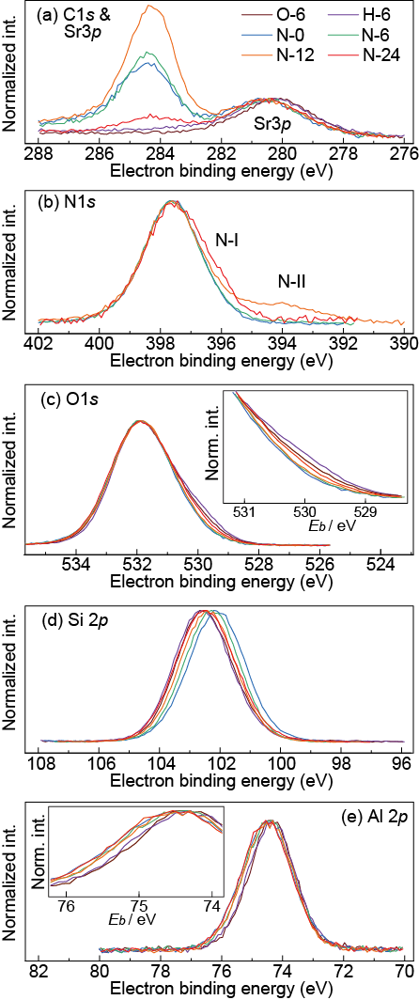 (a) C1s &
Sr3p
O-6 H-6
N-0 N-6
N-12 N-24
Sr3p
Normalized int.
288 286 284 282 280 278 276
Electron binding energy (eV)
(b) N1s
N-I
N-II
Normalized int.
402 400 398 396 394 392 390
Electron binding energy (eV)
(c) O1s
Norm. int.
531 530 529
Eb / eV
Normalized int.
534 532 530 528 526 524
Electron binding energy (eV)
(d) Si 2p
Normalized int.
108 106 104 102 100 98 96
Electron binding energy (eV)
(e) Al 2p
Norm. int.
76 75 74
Eb / eV
Normalized int.
82 80 78 76 74 72 70
Electron binding energy (eV)